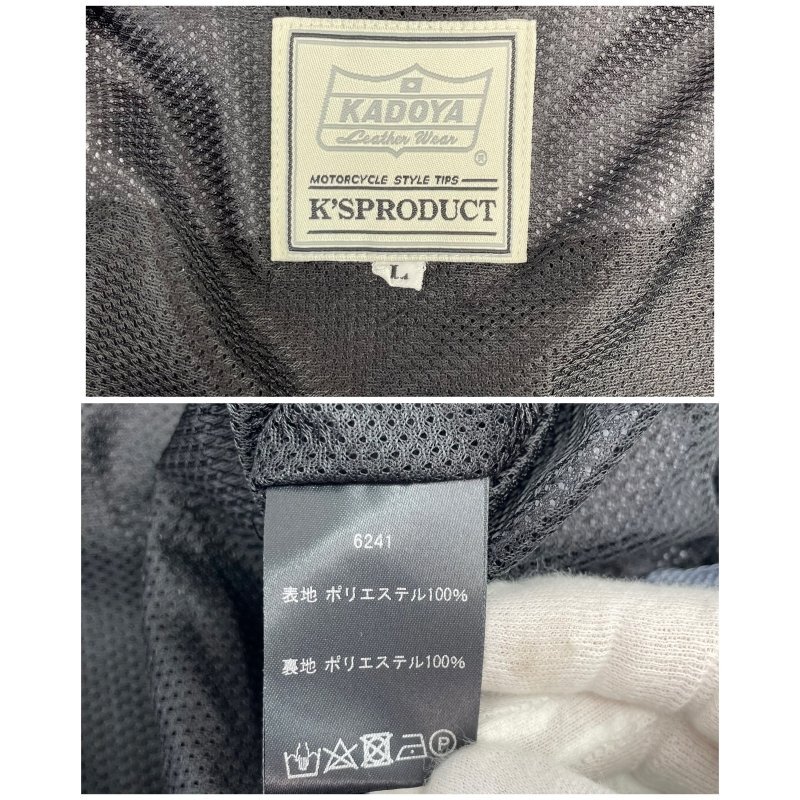 KADOYA
Leather Wear
®
MOTORCYCLE STYLE TIPS
K'SPRODUCT
L
6241
表地 ポリエステル100%
裏地 ポリエステル100%
P